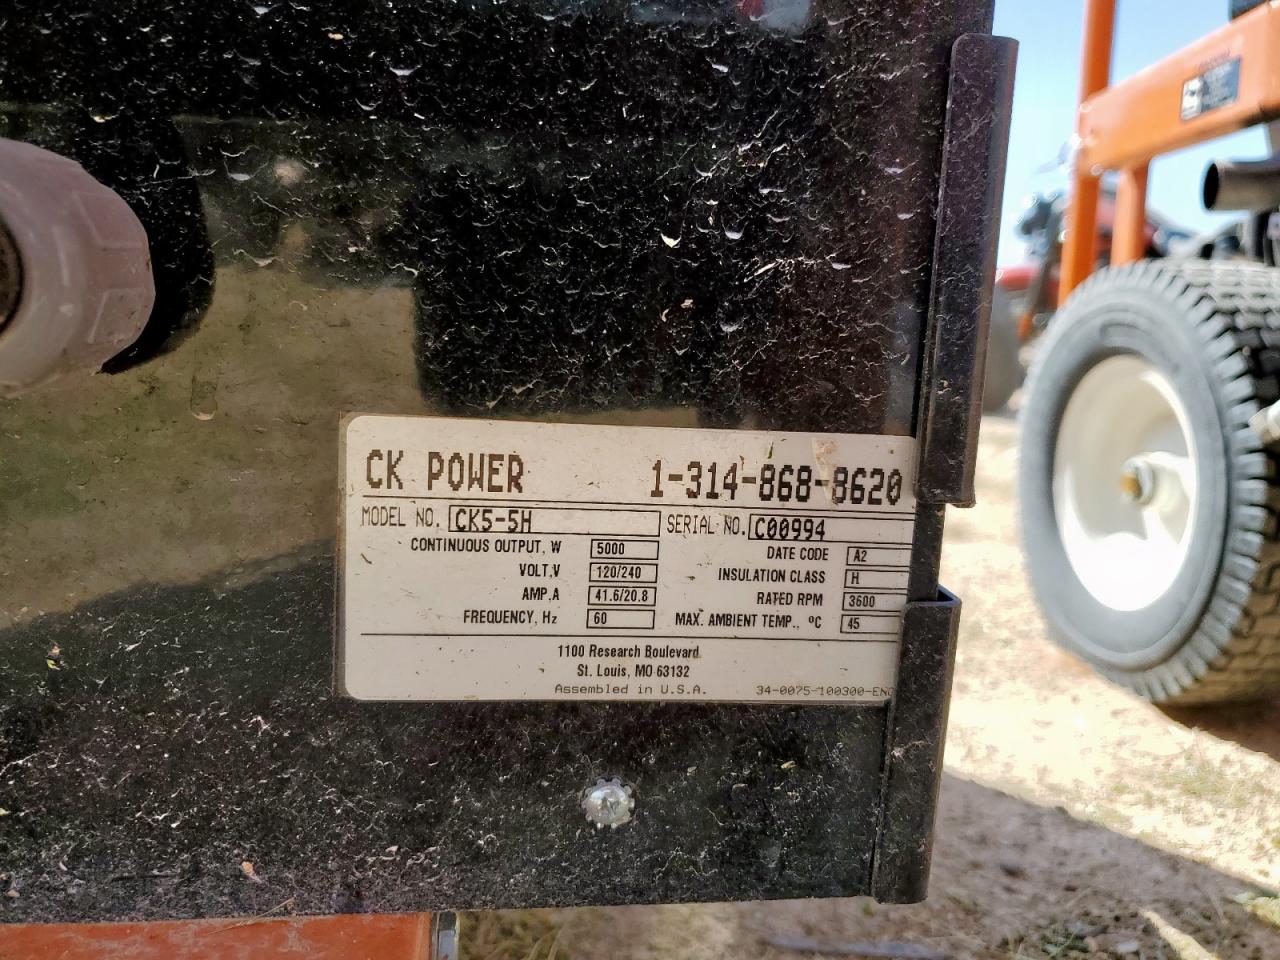 CK POWER 1-314-868-8620
MODEL NO. CK5-5H SERIAL NO. C00994
CONTINUOUS OUTPUT, W 5000 DATE CODE A2
VOLT,V 120/240 INSULATION CLASS H
AMP,A 41.6/20.8 RATED RPM 3600
FREQUENCY, Hz 60 MAX. AMBIENT TEMP., ºC 45
1100 Research Boulevard
St. Louis, MO 63132
Assembled in U.S.A. 34-0075-100300-ENG